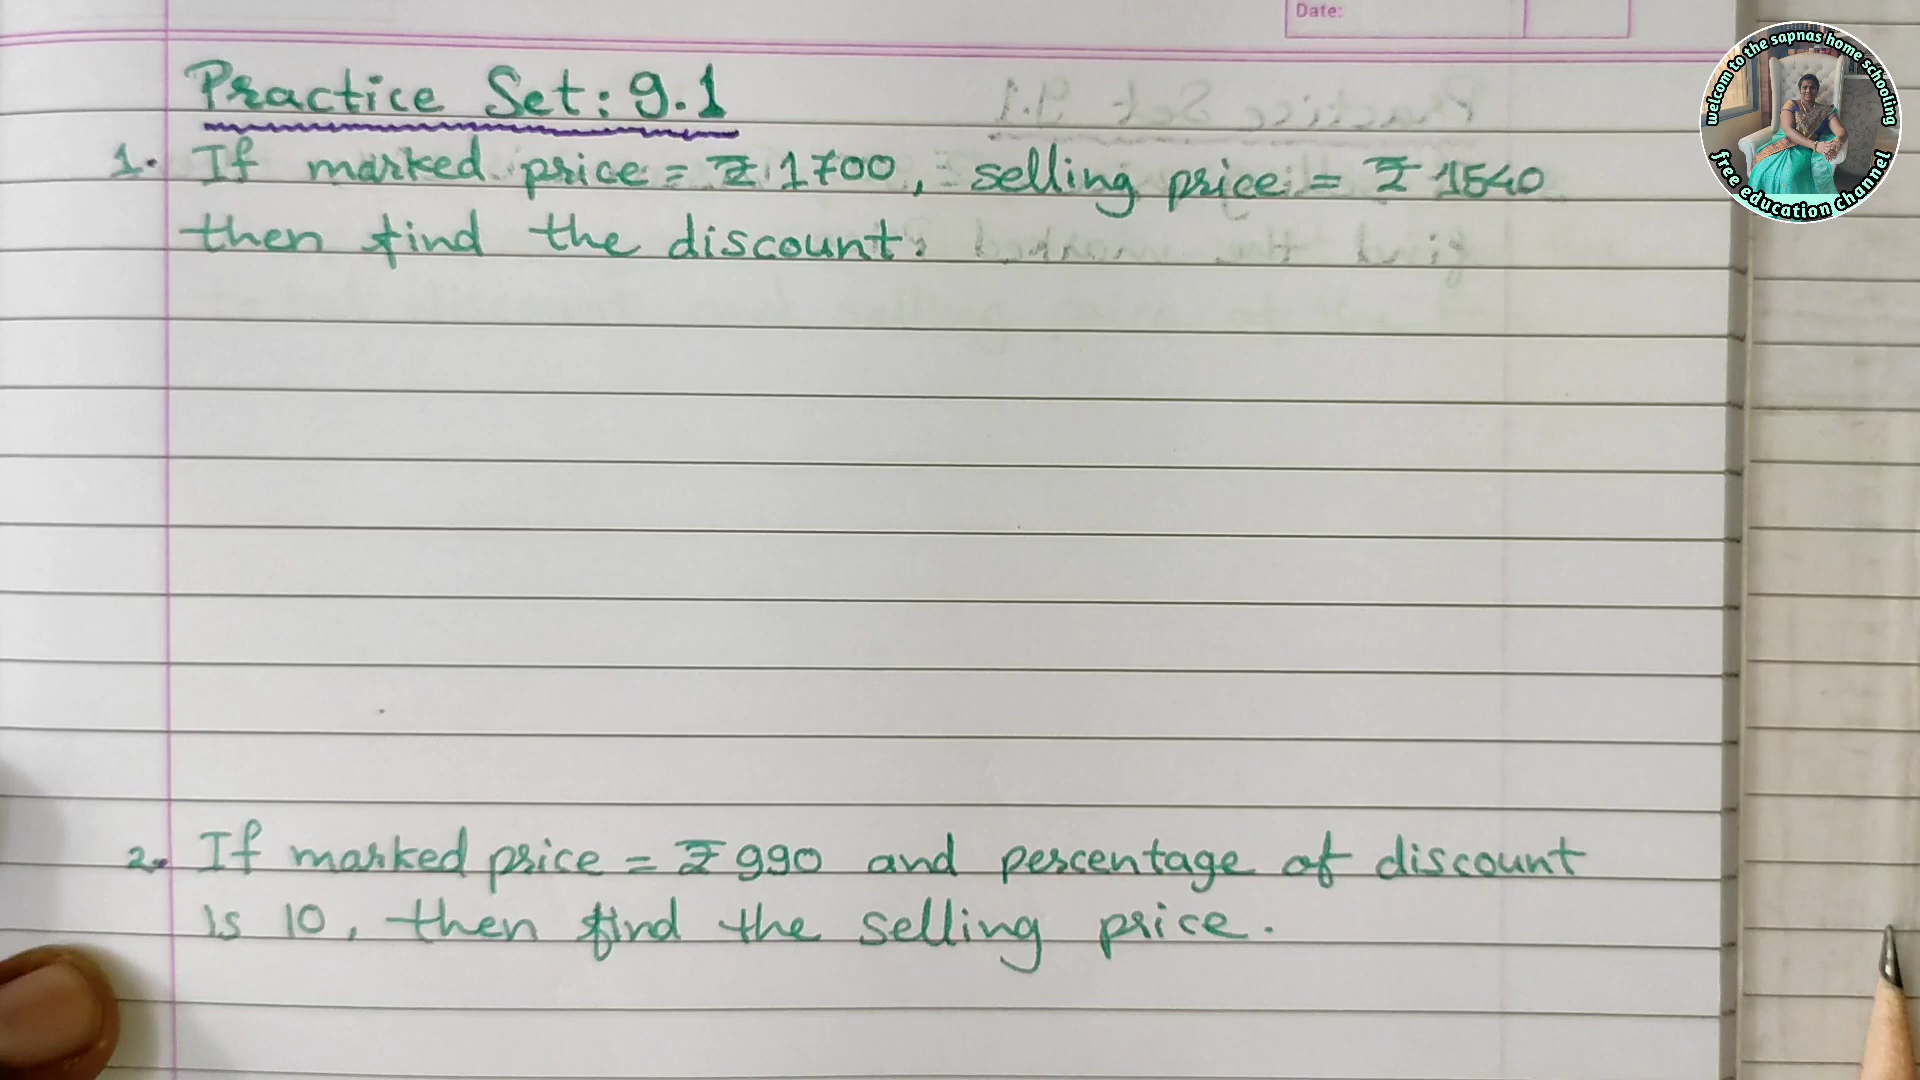 Date:
Practice Set: 9.1
1. If marked price = ₹ 1700, selling price = ₹ 1540
then find the discount.
2. If marked price = ₹ 990 and percentage of discount
is 10, then find the selling price.
welcom to the sapnas home schooling
free education channel